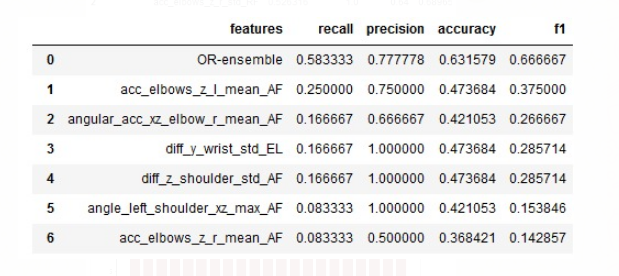 features recall precision accuracy f1
0 OR-ensemble 0.583333 0.777778 0.631579 0.666667
1 acc_elbows_z_l_mean_AF 0.250000 0.750000 0.473684 0.375000
2 angular_acc_xz_elbow_r_mean_AF 0.166667 0.666667 0.421053 0.266667
3 diff_y_wrist_std_EL 0.166667 1.000000 0.473684 0.285714
4 diff_z_shoulder_std_AF 0.166667 1.000000 0.473684 0.285714
5 angle_left_shoulder_xz_max_AF 0.083333 1.000000 0.421053 0.153846
6 acc_elbows_z_r_mean_AF 0.083333 0.500000 0.368421 0.142857